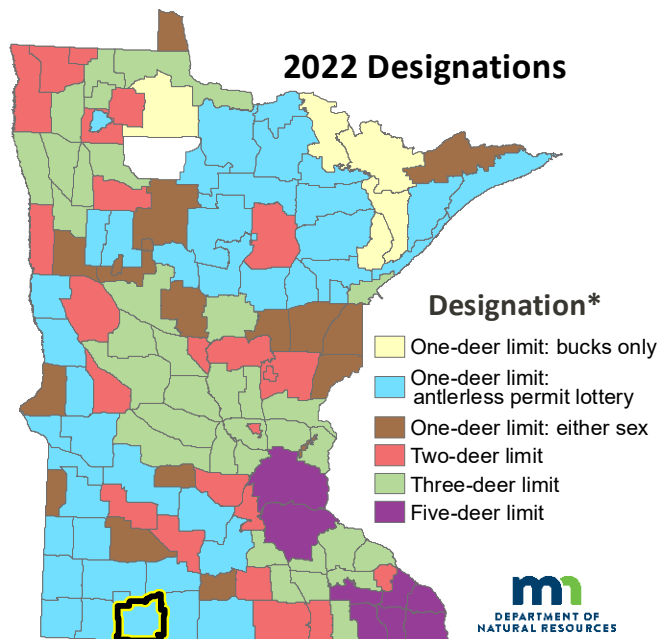 2022 Designations
Designation*
One-deer limit: bucks only
One-deer limit:
antlerless permit lottery
One-deer limit: either sex
Two-deer limit
Three-deer limit
Five-deer limit
mn
DEPARTMENT OF
NATURAL RESOURCES